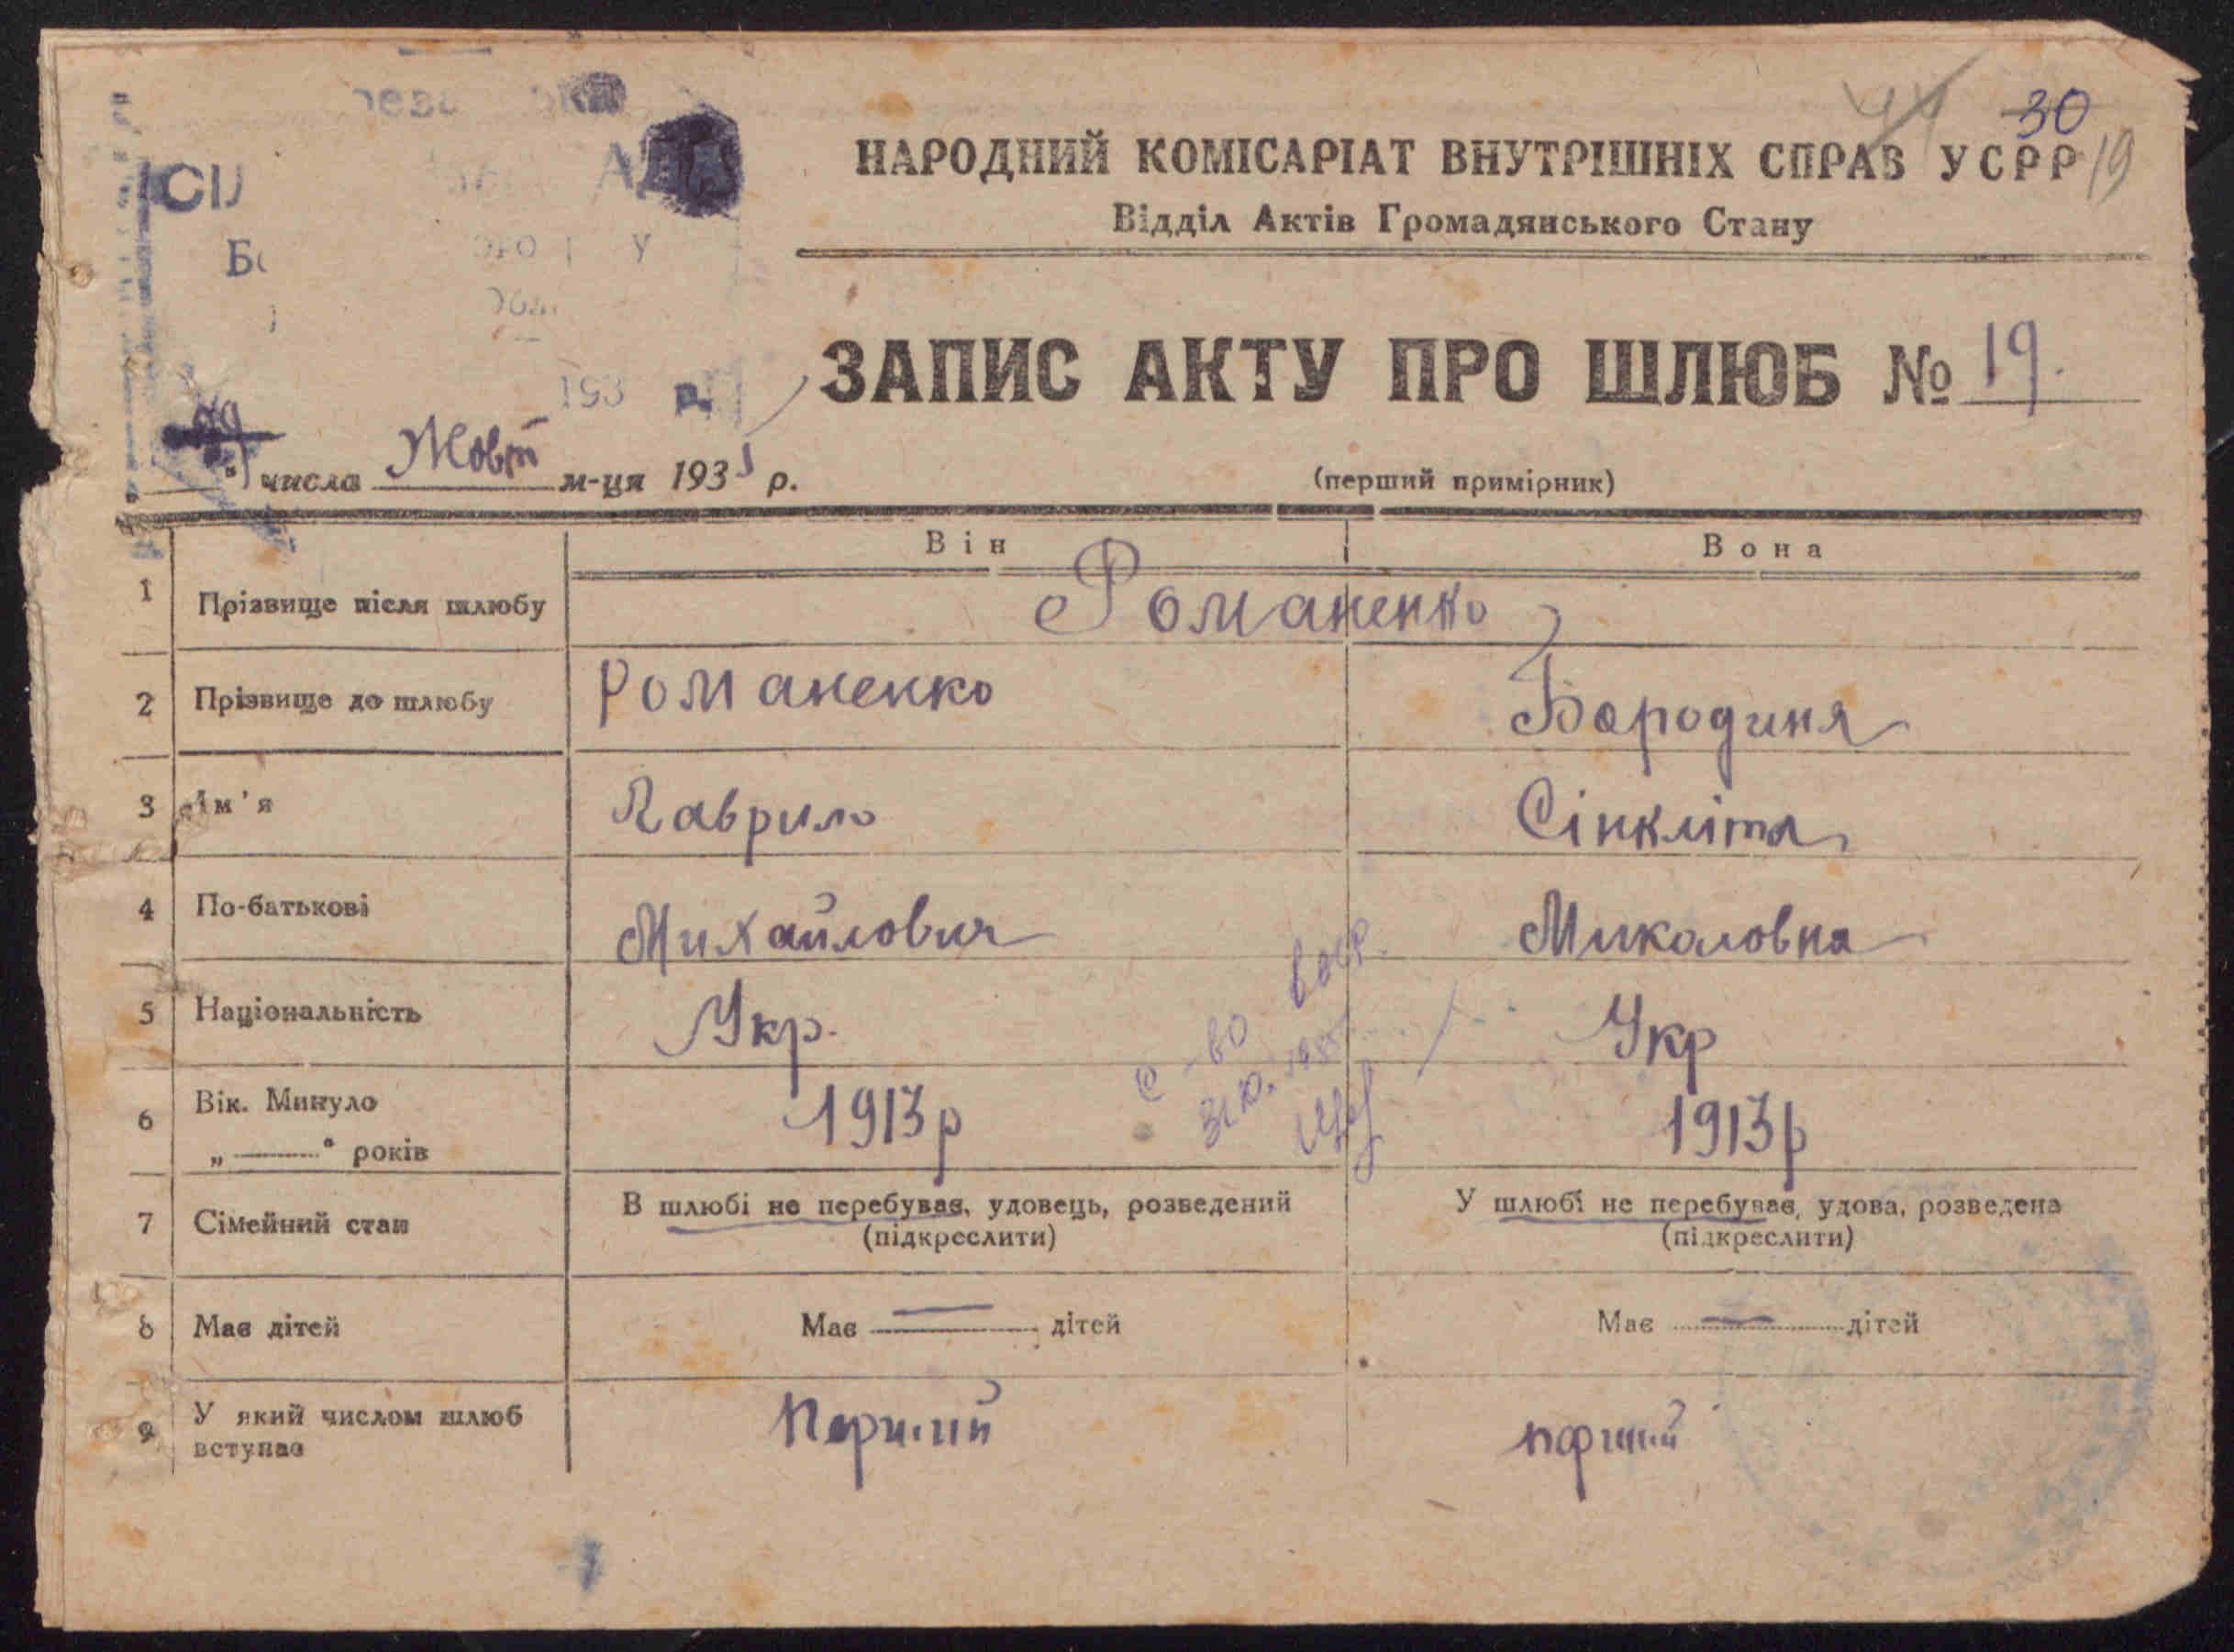 30
19
НАРОДНИЙ КОМІСАРІАТ ВНУТРІШНІХ СПРАВ УСРР
Відділ Актів Громадянського Стану
193 р.
ЗАПИС АКТУ ПРО ШЛЮБ № 19.
" числа Жовт м-ця 1935 р.
(перший примірник)
Він Вона
1 Прізвище після шлюбу Романенко
2 Прізвище до шлюбу Романенко Бородиня
3 Ім'я Гаврило Сінкліта
4 По-батькові Михайлович Миколовна
5 Національність Укр. Укр
6 Вік. Минуло 1913р 1913р
„ " років
7 Сімейний стан В шлюбі не перебував, удовець, розведений У шлюбі не перебував, удова, розведена
(підкреслити) (підкреслити)
8 Має дітей Має — дітей Має — дітей
9 У який числом шлюб вступає Перший перший